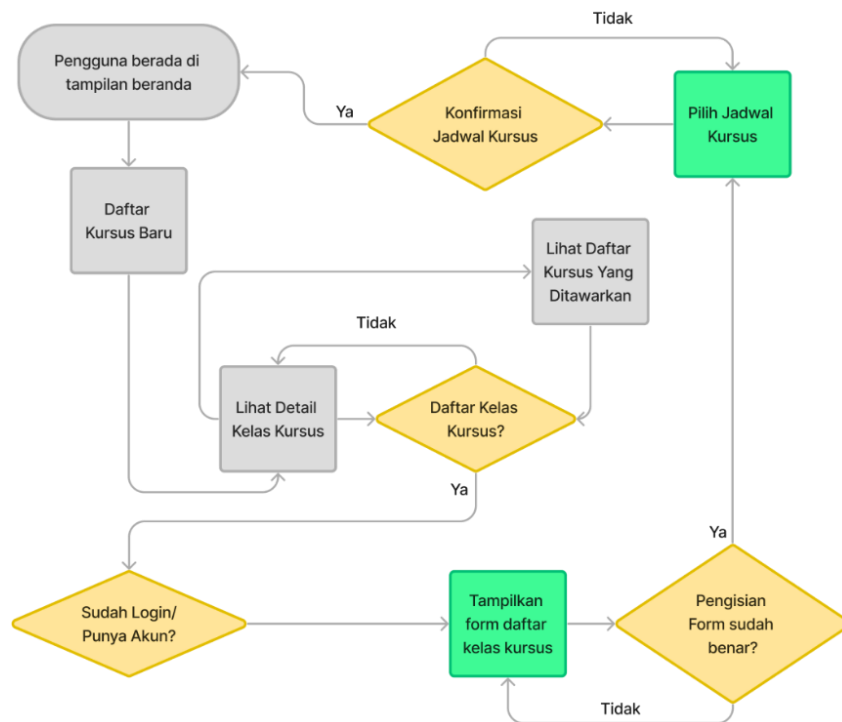 Tidak
Pengguna berada di
tampilan beranda
Ya
Konfirmasi
Jadwal Kursus
Pilih Jadwal
Kursus
Daftar
Kursus Baru
Lihat Daftar
Kursus Yang
Ditawarkan
Tidak
Lihat Detail
Kelas Kursus
Daftar Kelas
Kursus?
Ya
Ya
Sudah Login/
Punya Akun?
Tampilkan
form daftar
kelas kursus
Pengisian
Form sudah
benar?
Tidak